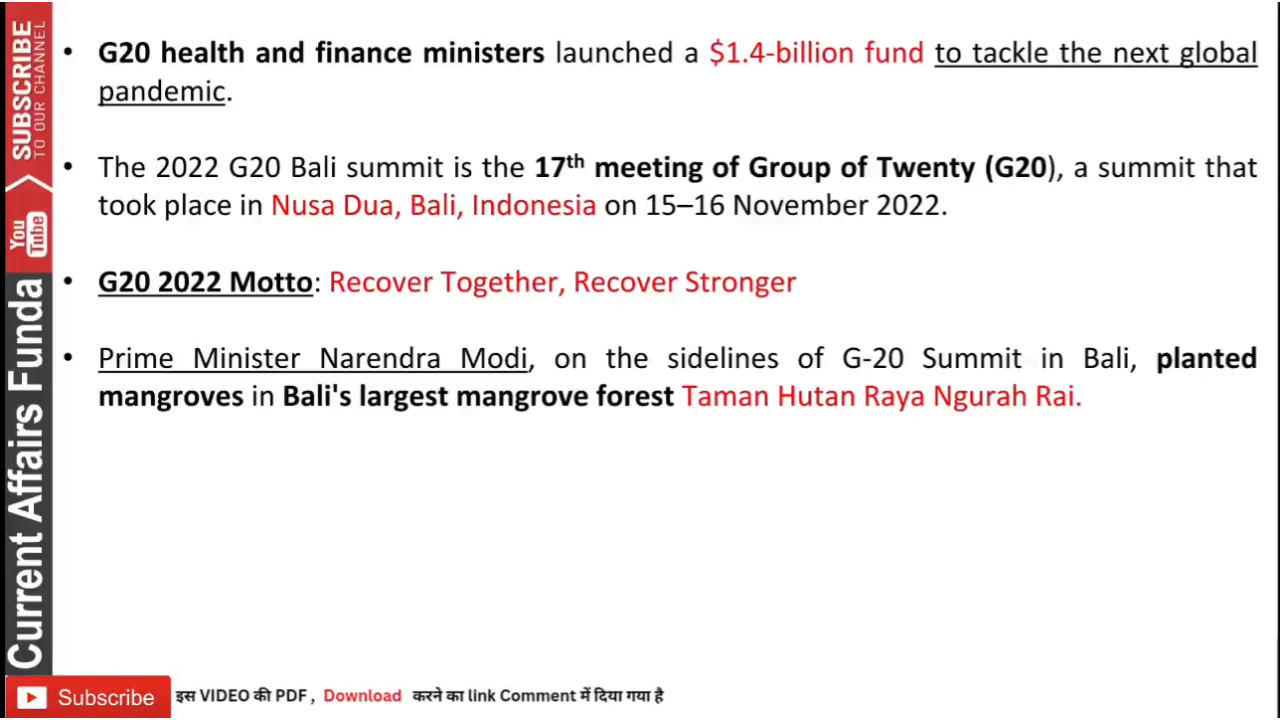 • G20 health and finance ministers launched a $1.4-billion fund to tackle the next global
pandemic.
• The 2022 G20 Bali summit is the 17th meeting of Group of Twenty (G20), a summit that
took place in Nusa Dua, Bali, Indonesia on 15–16 November 2022.
• G20 2022 Motto: Recover Together, Recover Stronger
• Prime Minister Narendra Modi, on the sidelines of G-20 Summit in Bali, planted
mangroves in Bali's largest mangrove forest Taman Hutan Raya Ngurah Rai.
SUBSCRIBE
TO OUR CHANNEL
You
Tube
Current Affairs Funda
Subscribe
इस VIDEO की PDF , Download करने का link Comment में दिया गया है